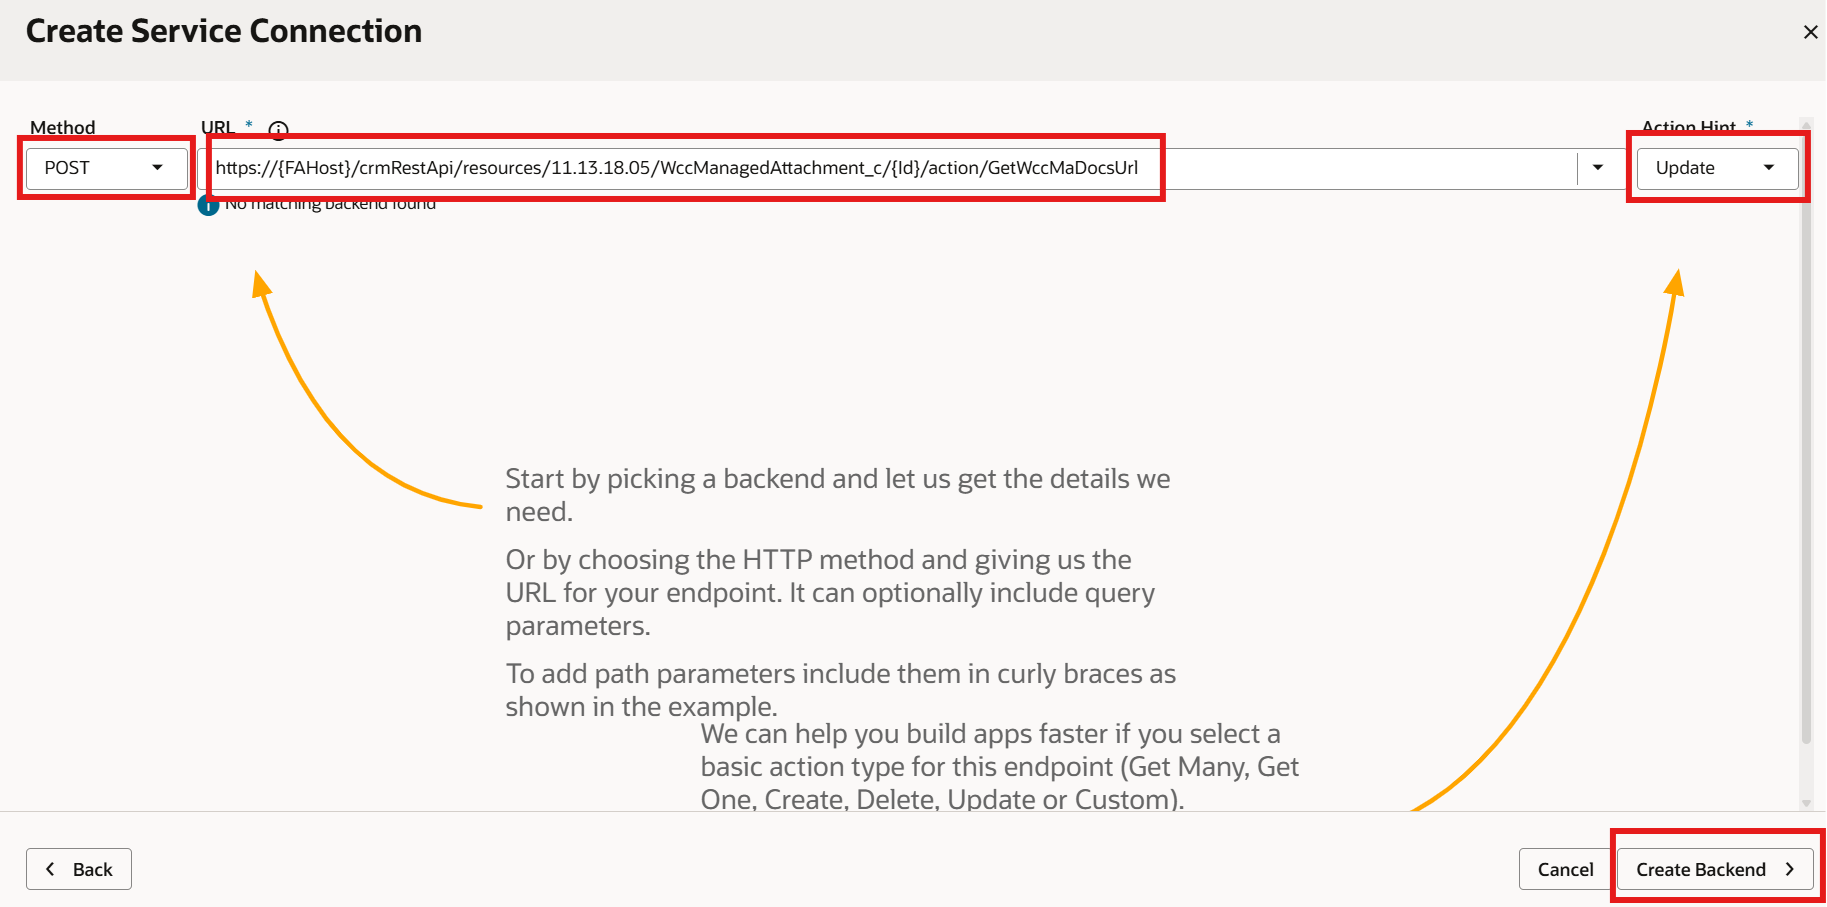 Create Service Connection
Method
URL *
Action Hint *
POST
https://{FAHost}/crmRestApi/resources/11.13.18.05/WccManagedAttachment_c/{Id}/action/GetWccMaDocsUrl
Update
No matching backend found
Start by picking a backend and let us get the details we
need.
Or by choosing the HTTP method and giving us the
URL for your endpoint. It can optionally include query
parameters.
To add path parameters include them in curly braces as
shown in the example.
We can help you build apps faster if you select a
basic action type for this endpoint (Get Many, Get
One, Create, Delete, Update or Custom).
Back
Cancel
Create Backend